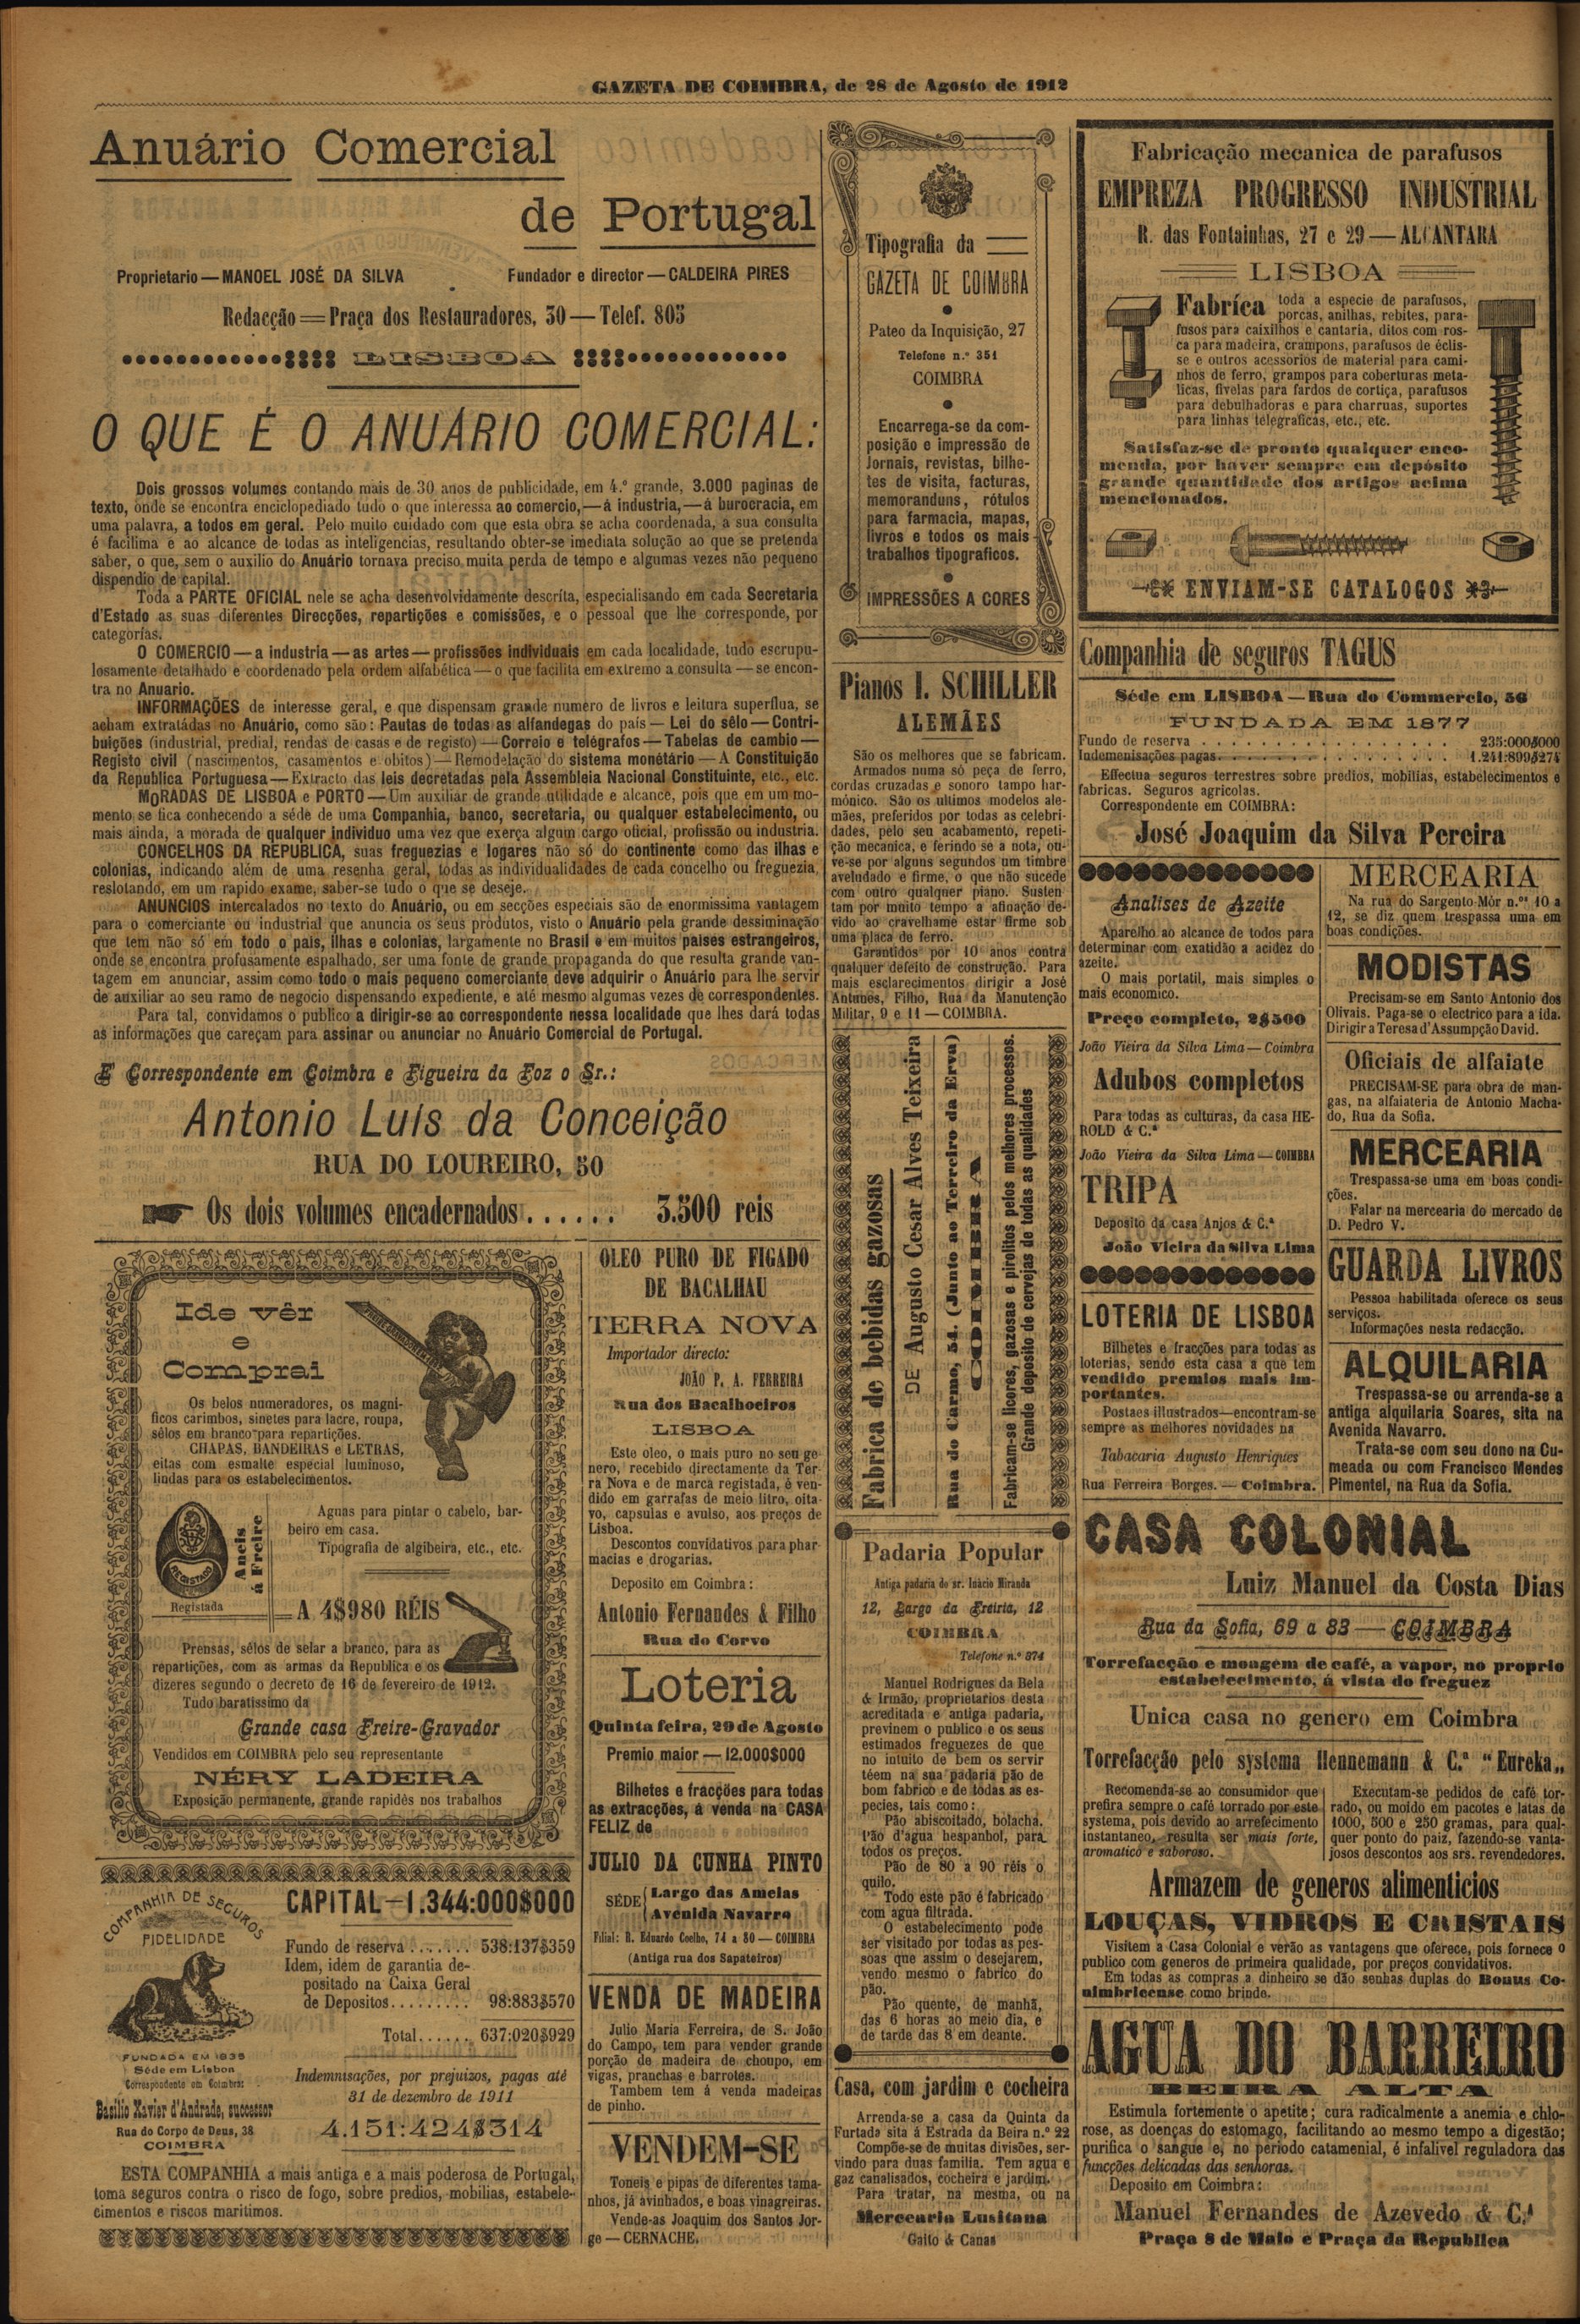 GAZETA DE COIMBRA, de 28 de Agosto de 1912
Anuário Comercial
de Portugal
Proprietario — MANOEL JOSÉ DA SILVA
Fundador e director — CALDEIRA PIRES
Redacção = Praça dos Restauradores, 30 — Telef. 803
LISBOA
O QUE É O ANUÁRIO COMERCIAL:
Dois grossos volumes contando mais de 30 anos de publicidade, em 4.º grande, 3.000 paginas de
texto, onde se encontra enciclopediado tudo o que interessa ao comercio,—á industria,—á burocracia, em
uma palavra, a todos em geral. Pelo muito cuidado com que esta obra se acha coordenada, a sua consulta
é facilima e ao alcance de todas as inteligencias, resultando obter-se imediata solução ao que se pretenda
saber, o que, sem o auxilio do Anuário tornava preciso muita perda de tempo e algumas vezes não pequeno
dispendio de capital.
Toda a PARTE OFICIAL nele se acha desenvolvidamente descrita, especialisando em cada Secretaria
d'Estado as suas diferentes Direcções, repartições e comissões, e o pessoal que lhe corresponde, por
categorias.
O COMERCIO — a industria — as artes — profissões individuais em cada localidade, tudo escrupu-
losamente detalhado e coordenado pela ordem alfabética — o que facilita em extremo a consulta — se encon-
tra no Anuario.
INFORMAÇÕES de interesse geral, e que dispensam grande numero de livros e leitura superflua, se
acham extratádas no Anuário, como são: Pautas de todas as alfandegas do país — Lei do sêlo — Contri-
buições (industrial, predial, rendas de casas e de registo) — Correio e telégrafos — Tabelas de cambio —
Registo civil (nascimentos, casamentos e obitos) — Remodelação do sistema monetário — A Constituição
da Republica Portuguesa — Extracto das leis decretadas pela Assembleia Nacional Constituinte, etc., etc.
MORADAS DE LISBOA e PORTO — Um auxiliar de grande utilidade e alcance, pois que em um mo-
mento se fica conhecendo a séde de uma Companhia, banco, secretaria, ou qualquer estabelecimento, ou
mais ainda, a morada de qualquer individuo uma vez que exerça algum cargo oficial, profissão ou industria.
CONCELHOS DA REPUBLICA, suas freguezias e logares não só do continente como das ilhas e
colonias, indicando além de uma resenha geral, todas as individualidades de cada concelho ou freguezia,
reslotando, em um rapido exame, saber-se tudo o que se deseje.
ANUNCIOS intercalados no texto do Anuário, ou em secções especiais são de enormissima vantagem
para o comerciante ou industrial que anuncia os seus produtos, visto o Anuário pela grande dessiminação
que tem não só em todo o pais, ilhas e colonias, largamente no Brasil e em muitos paises estrangeiros,
onde se encontra profusamente espalhado, ser uma fonte de grande propaganda do que resulta grande van-
tagem em anunciar, assim como todo o mais pequeno comerciante deve adquirir o Anuário para lhe servir
de auxiliar ao seu ramo de negocio dispensando expediente, e até mesmo algumas vezes de correspondentes.
Para tal, convidamos o publico a dirigir-se ao correspondente nessa localidade que lhes dará todas
as informações que careçam para assinar ou anunciar no Anuário Comercial de Portugal.
E' Correspondente em Coimbra e Figueira da Foz o Sr.:
Antonio Luís da Conceição
RUA DO LOUREIRO, 50
Os dois volumes encadernados...... 3.500 reis
Ide vêr
e
Comprai
Os belos numeradores, os magni-
ficos carimbos, sinetes para lacre, roupa,
sêlos em branco para repartições.
CHAPAS, BANDEIRAS e LETRAS,
eitas com esmalte especial luminoso,
lindas para os estabelecimentos.
REGISTADO
Registada
Aneis
á Freire
Aguas para pintar o cabelo, bar-
beiro em casa.
Tipografia de algibeira, etc., etc.
A 4$980 RÉIS
Prensas, sêlos de selar a branco, para as
repartições, com as armas da Republica e os
dizeres segundo o decreto de 16 de fevereiro de 1912.
Tudo baratissimo da
Grande casa Freire-Gravador
Vendidos em COIMBRA pelo seu representante
NÉRY LADEIRA
Exposição permanente, grande rapidês nos trabalhos
COMPANHIA DE SEGUROS
FIDELIDADE
FUNDADA EM 1835
Séde em Lisboa
Correspondente em Coimbra:
Basilio Xavier d'Andrade, successor
Rua do Corpo de Deus, 38
COIMBRA
CAPITAL—1.344:000$000
Fundo de reserva ....... 538:137$359
Idem, idem de garantia de-
positado na Caixa Geral
de Depositos......... 98:883$570
Total...... 637:020$929
Indemnisações, por prejuizos, pagas até
31 de dezembro de 1911
4.151:424$314
ESTA COMPANHIA a mais antiga e a mais poderosa de Portugal,
toma seguros contra o risco de fogo, sobre predios, mobilias, estabele-
cimentos e riscos maritimos.
OLEO PURO DE FIGADO
DE BACALHAU
TERRA NOVA
Importador directo:
JOÃO P. A. FERREIRA
Rua dos Bacalhoeiros
LISBOA
Este oleo, o mais puro no seu ge
nero, recebido directamente da Ter
ra Nova e de marca registada, é ven-
dido em garrafas de meio litro, oita-
vo, capsulas e avulso, aos preços de
Lisboa.
Descontos convidativos para phar
macias e drogarias.
Deposito em Coimbra:
Antonio Fernandes & Filho
Rua do Corvo
Loteria
Quinta feira, 29 de Agosto
Premio maior — 12.000$000
Bilhetes e fracções para todas
as extracções, á venda na CASA
FELIZ de
JULIO DA CUNHA PINTO
SÉDE Largo das Ameias
Avenida Navarro
Filial: R. Eduardo Coelho, 74 a 80 — COIMBRA
(Antiga rua dos Sapateiros)
VENDA DE MADEIRA
Julio Maria Ferreira, de S. João
do Campo, tem para vender grande
porção de madeira de choupo, em
vigas, pranchas e barrotes.
Tambem tem á venda madeiras
de pinho.
VENDEM-SE
Toneis e pipas de diferentes tama-
nhos, já avinhados, e boas vinagreiras.
Vende-as Joaquim dos Santos Jor-
ge — CERNACHE.
Tipografia da
GAZETA DE COIMBRA
Pateo da Inquisição, 27
Telefone n.º 351
COIMBRA
Encarrega-se da com-
posição e impressão de
Jornais, revistas, bilhe-
tes de visita, facturas,
memoranduns, rótulos
para farmacia, mapas,
livros e todos os mais
trabalhos tipograficos.
IMPRESSÕES A CORES
Pianos I. SCHILLER
ALEMÃES
São os melhores que se fabricam.
Armados numa só peça de ferro,
cordas cruzadas e sonoro tampo har-
mónico. São os ultimos modelos ale-
mães, preferidos por todas as celebri-
dades, pelo seu acabamento, repeti-
ção mecanica, e ferindo se a nota, ou-
ve-se por alguns segundos um timbre
aveludado e firme, o que não sucede
com outro qualquer piano. Susten
tam por muito tempo a afinação de-
vido ao cravelhame estar firme sob
uma placa de ferro.
Garantidos por 10 anos contra
qualquer defeito de construção. Para
mais esclarecimentos dirigir a José
Antunes, Filho, Rua da Manutenção
Militar, 9 e 11 — COIMBRA.
Fabrica de bebidas gazosas
DE Augusto Cesar Alves Teixeira
Rua do Carmo, 54. (Junto ao Terreiro da Erva)
COIMBRA
Fabricam-se licores, gazosas e pirolitos pelos melhores processos.
Grande deposito de cervejas de todas as qualidades
Padaria Popular
Antiga padaria do sr. Inácio Miranda
12, Largo da Freiria, 12
COIMBRA
Telefone n.º 374
Manuel Rodrigues da Bela
& Irmão, proprietarios desta
acreditada e antiga padaria,
previnem o publico e os seus
estimados freguezes de que
no intuito de bem os servir
téem na sua padaria pão de
bom fabrico e de todas as es-
pecies, tais como:
Pão abiscoitado, bolacha.
Pão d'agua hespanhol, para
todos os preços.
Pão de 80 a 90 réis o
quilo.
Todo este pão é fabricado
com agua filtrada.
O estabelecimento pode
ser visitado por todas as pes-
soas que assim o desejarem,
vendo mesmo o fabrico do
pão.
Pão quente, de manhã,
das 6 horas ao meio dia, e
de tarde das 8 em deante.
Casa, com jardim e cocheira
Arrenda-se a casa da Quinta da
Furtada sita á Estrada da Beira n.º 22
Compõe-se de muitas divisões, ser-
vindo para duas familia. Tem agua e
gaz canalisados, cocheira e jardim.
Para tratar, na mesma, ou na
Mercearia Lusitana
Gaito & Canas
Fabricação mecanica de parafusos
EMPREZA PROGRESSO INDUSTRIAL
R. das Fontainhas, 27 e 29 — ALCANTARA
LISBOA
Fabríca toda a especie de parafusos,
porcas, anilhas, rebites, para-
fusos para caixilhos e cantaria, ditos com ros-
ca para madeira, crampons, parafusos de éclis-
se e outros acessorios de material para cami-
nhos de ferro, grampos para coberturas meta-
licas, fivelas para fardos de cortiça, parafusos
para debulhadoras e para charruas, suportes
para linhas telegraficas, etc., etc.
Satisfaz-se de pronto qualquer enco-
menda, por haver sempre em depósito
grande quantidade dos artigos acima
mencionados.
ENVIAM-SE CATALOGOS
Companhia de seguros TAGUS
Séde em LISBOA — Rua do Commercio, 56
FUNDADA EM 1877
Fundo de reserva . . . . . . . . . . . 235:000$000
Indemenisações pagas. . . . . . . . . . 1.241:899$274
Effectua seguros terrestres sobre predios, mobilias, estabelecimentos e
fabricas. Seguros agricolas.
Correspondente em COIMBRA:
José Joaquim da Silva Pereira
Analises de Azeite
Aparelho ao alcance de todos para
determinar com exatidão a acidez do
azeite.
O mais portatil, mais simples o
mais economico.
Preço completo, 2$500
João Vieira da Silva Lima — Coimbra
Adubos completos
Para todas as culturas, da casa HE-
ROLD & C.ª
João Vieira da Silva Lima — COIMBRA
TRIPA
Deposito da casa Anjos & C.ª
João Vieira da Silva Lima
LOTERIA DE LISBOA
Bilhetes e fracções para todas as
loterias, sendo esta casa a que tem
vendido premios mais im-
portantes.
Postaes illustrados—encontram-se
sempre as melhores novidades na
Tabacaria Augusto Henriques
Rua Ferreira Borges. — Coimbra.
MERCEARIA
Na rua do Sargento Mór n.os 10 a
12, se diz quem trespassa uma em
boas condições.
MODISTAS
Precisam-se em Santo Antonio dos
Olivais. Paga-se o electrico para a ida.
Dirigir a Teresa d'Assumpção David.
Oficiais de alfaiate
PRECISAM-SE para obra de man-
gas, na alfaiateria de Antonio Macha-
do, Rua da Sofia.
MERCEARIA
Trespassa-se uma em boas condi-
ções.
Falar na mercearia do mercado de
D. Pedro V.
GUARDA LIVROS
Pessoa habilitada oferece os seus
serviços.
Informações nesta redacção.
ALQUILARIA
Trespassa-se ou arrenda-se a
antiga alquilaria Soares, sita na
Avenida Navarro.
Trata-se com seu dono na Cu-
meada ou com Francisco Mendes
Pimentel, na Rua da Sofia.
CASA COLONIAL
Luiz Manuel da Costa Dias
Rua da Sofia, 69 a 83 — COIMBRA
Torrefacção e moagem de café, a vapor, no proprio
estabelecimento, á vista do freguez
Unica casa no genero em Coimbra
Torrefacção pelo systema Hennemann & C.ª "Eureka,,
Recomenda-se ao consumidor que
prefira sempre o café torrado por este
systema, pois devido ao arrefecimento
instantaneo, resulta ser mais forte,
aromatico e saboroso.
Executam-se pedidos de café tor-
rado, ou moido em pacotes e latas de
1000, 500 e 250 gramas, para qual-
quer ponto do paiz, fazendo-se vanta-
josos descontos aos srs. revendedores.
Armazem de generos alimenticios
LOUÇAS, VIDROS E CRISTAIS
Visitem a Casa Colonial e verão as vantagens que oferece, pois fornece o
publico com generos de primeira qualidade, por preços convidativos.
Em todas as compras a dinheiro se dão senhas duplas do Bonus Co-
nimbricense como brinde.
AGUA DO BARREIRO
BEIRA ALTA
Estimula fortemente o apetite; cura radicalmente a anemia e chlo-
rose, as doenças do estomago, facilitando ao mesmo tempo a digestão;
purifica o sangue e, no periodo catamenial, é infalivel reguladora das
funcções delicadas das senhoras.
Deposito em Coimbra:
Manuel Fernandes de Azevedo & C.ª
Praça 8 de Maio e Praça da Republica